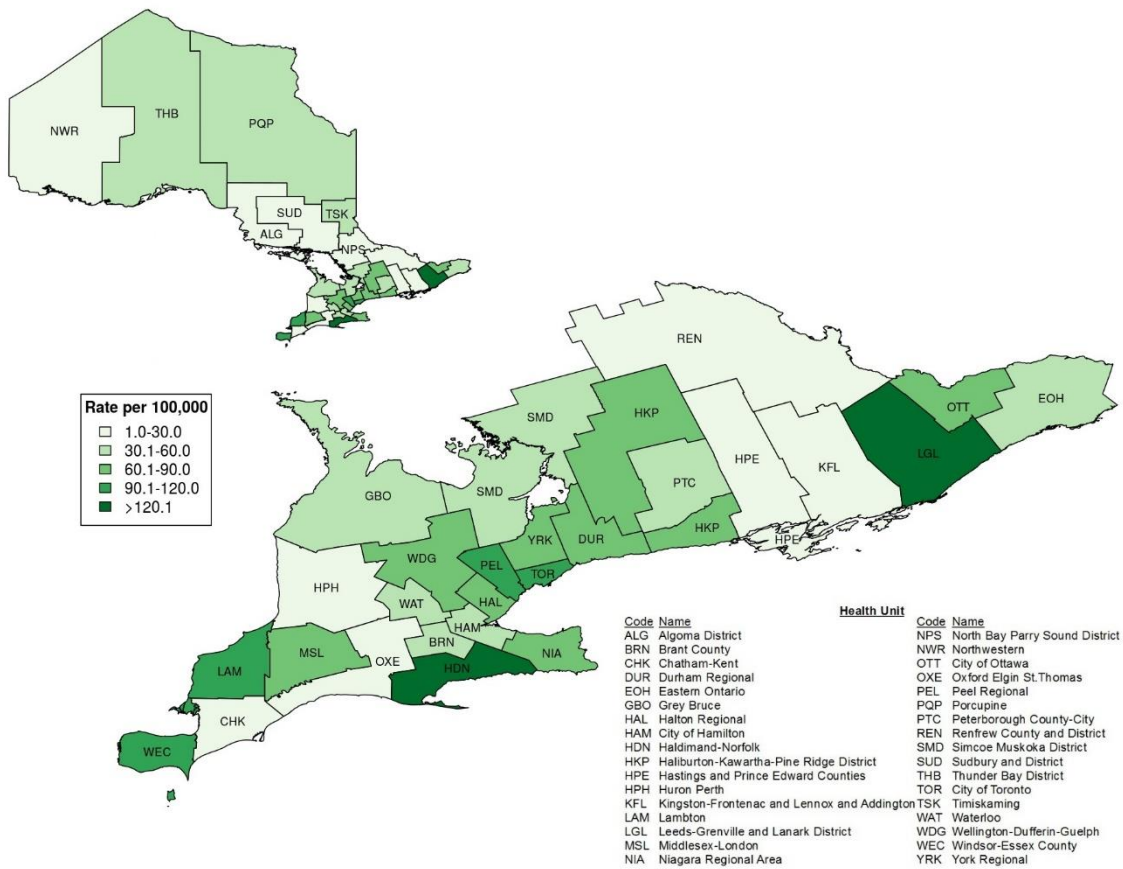 NWR
THB
PQP
SUD
TSK
ALG
NPS
Rate per 100,000
1.0-30.0
30.1-60.0
60.1-90.0
90.1-120.0
>120.1
REN
SMD
HKP
OTT
EOH
LGL
HPE
KFL
GBO
SMD
PTC
HKP
HPE
YRK
DUR
WDG
PEL
TOR
HPH
WAT
HAL
HAM
BRN
NIA
MSL
OXE
HDN
LAM
CHK
WEC
Health Unit
Code Name
ALG Algoma District
BRN Brant County
CHK Chatham-Kent
DUR Durham Regional
EOH Eastern Ontario
GBO Grey Bruce
HAL Halton Regional
HAM City of Hamilton
HDN Haldimand-Norfolk
HKP Haliburton-Kawartha-Pine Ridge District
HPE Hastings and Prince Edward Counties
HPH Huron Perth
KFL Kingston-Frontenac and Lennox and Addington
LAM Lambton
LGL Leeds-Grenville and Lanark District
MSL Middlesex-London
NIA Niagara Regional Area
Code Name
NPS North Bay Parry Sound District
NWR Northwestern
OTT City of Ottawa
OXE Oxford Elgin St.Thomas
PEL Peel Regional
PQP Porcupine
PTC Peterborough County-City
REN Renfrew County and District
SMD Simcoe Muskoka District
SUD Sudbury and District
THB Thunder Bay District
TOR City of Toronto
TSK Timiskaming
WAT Waterloo
WDG Wellington-Dufferin-Guelph
WEC Windsor-Essex County
YRK York Regional